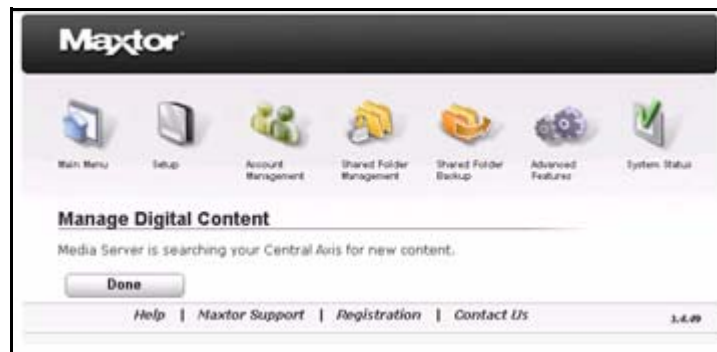 Maxtor
Main Menu
Setup
Account Management
Shared Folder Management
Shared Folder Backup
Advanced Features
System Status
Manage Digital Content
Media Server is searching your Central Axis for new content.
Done
Help | Maxtor Support | Registration | Contact Us